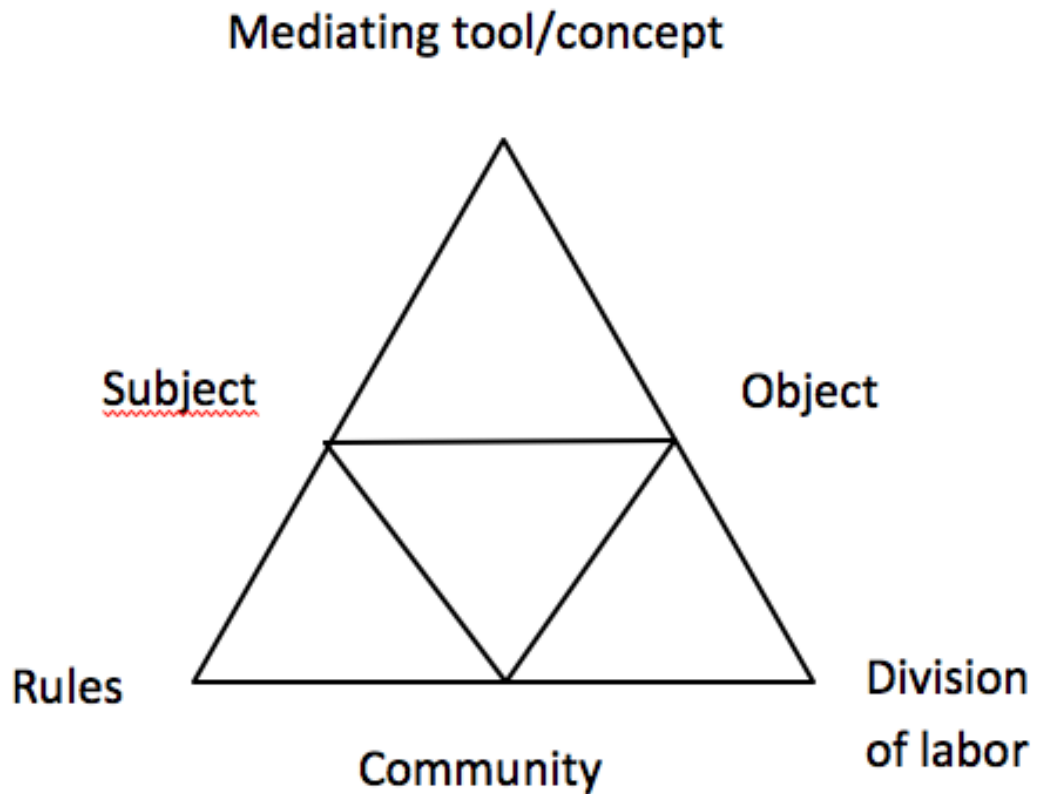 Mediating tool/concept
Subject
Object
Rules
Division
of labor
Community